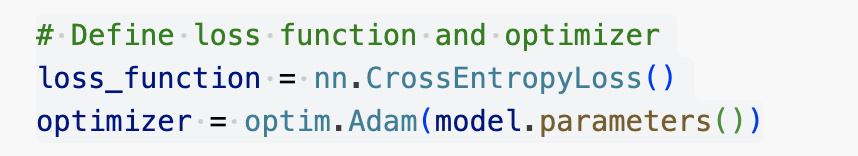 # Define loss function and optimizer
loss_function = nn.CrossEntropyLoss()
optimizer = optim.Adam(model.parameters())